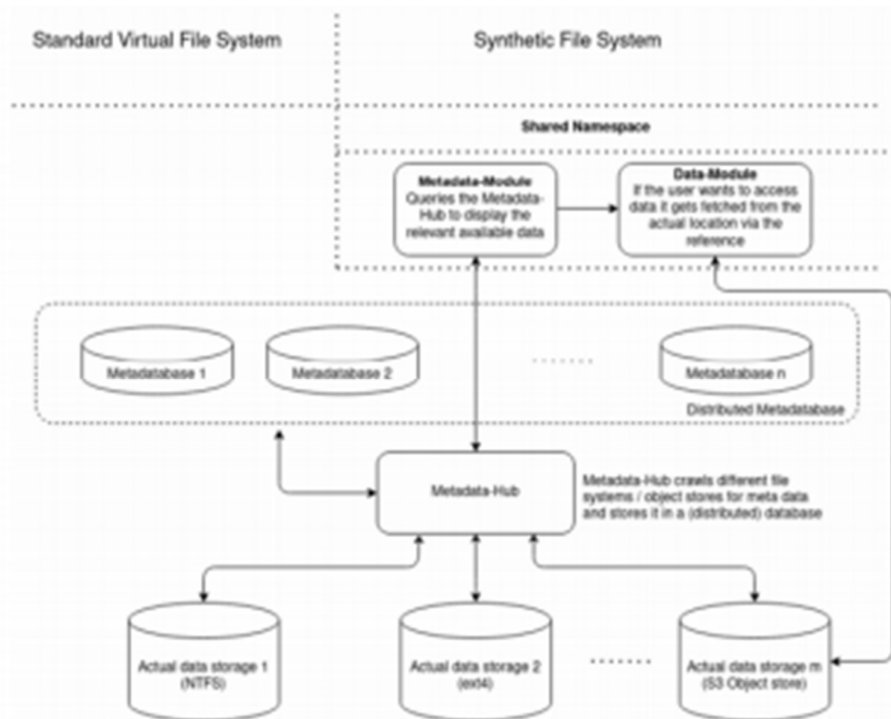 Standard Virtual File System
Synthetic File System
Shared Namespace
Metadata-Module
Queries the Metadata-
Hub to display the
relevant available data
Data-Module
If the user wants to access
data it gets fetched from the
actual location via the
reference
Metadatabase 1
Metadatabase 2
Metadatabase n
Distributed Metadatabase
Metadata-Hub
Metadata-Hub crawls different file
systems / object stores for meta data
and stores it in a (distributed) database
Actual data storage 1
(NTFS)
Actual data storage 2
(ext4)
Actual data storage m
(S3 Object store)